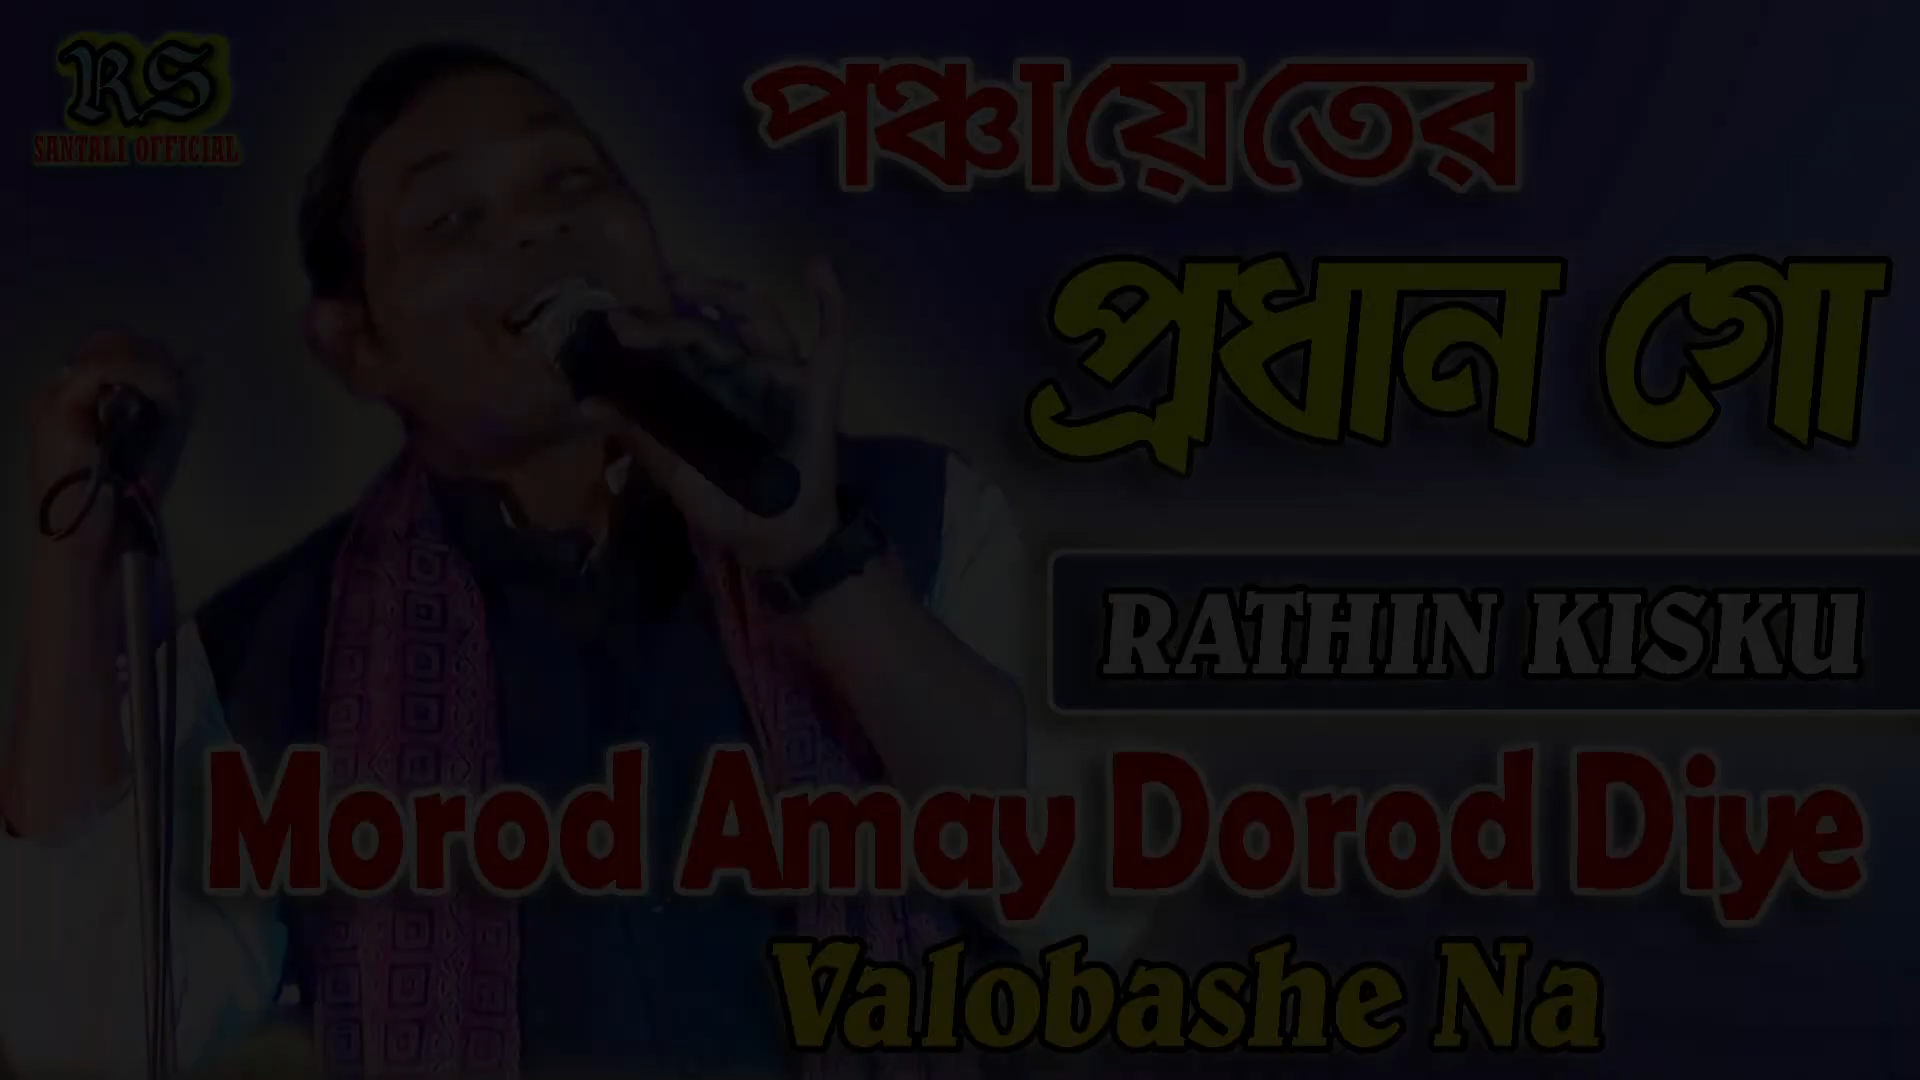 RS
SANTALI OFFICIAL
পঞ্চায়েতের
প্রধান গো
RATHIN KISKU
Morod Amay Dorod Diye
Valobashe Na